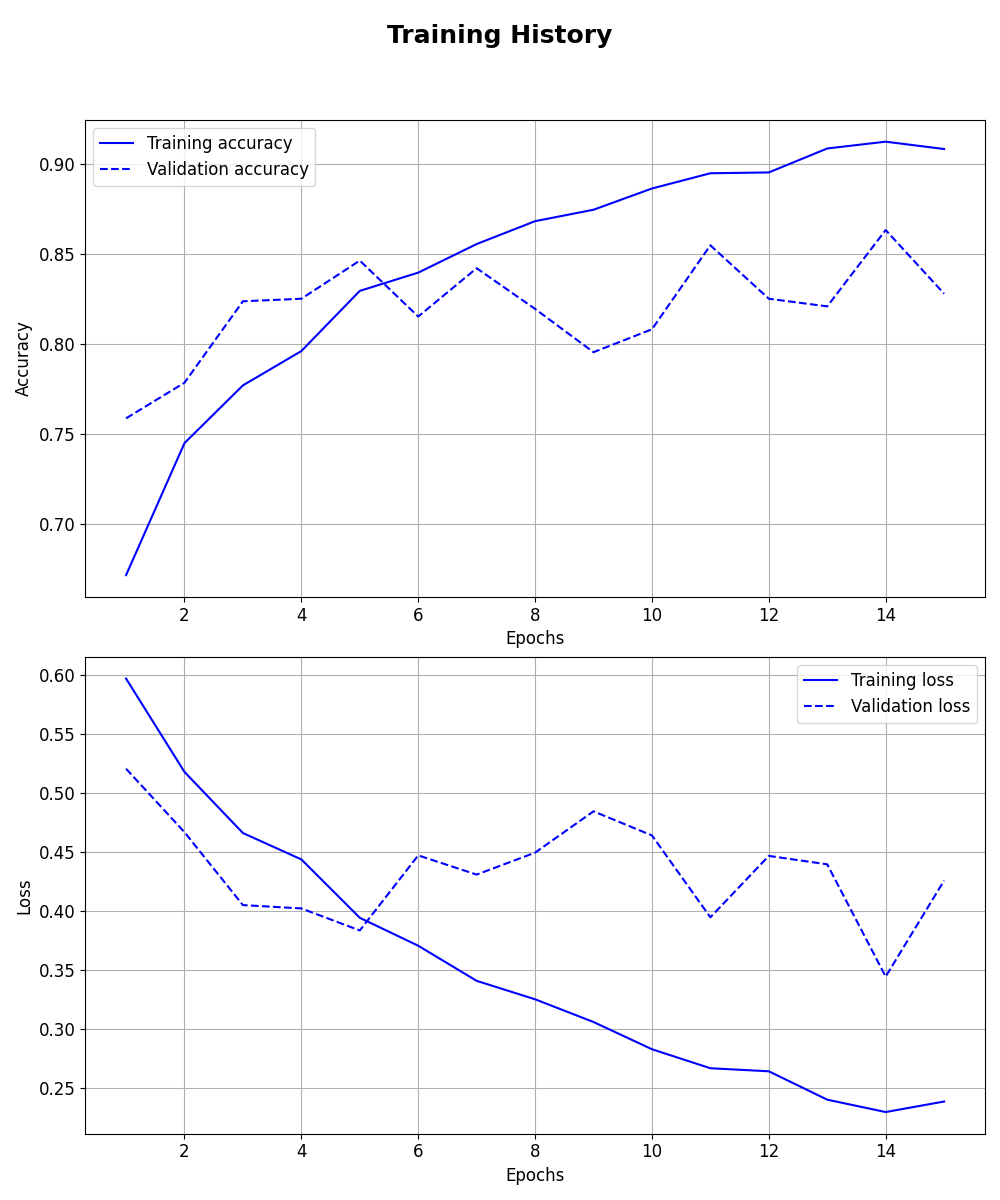 Training History
Training accuracy
Validation accuracy
0.90
0.85
0.80
0.75
0.70
Accuracy
2 4 6 8 10 12 14
Epochs
Training loss
Validation loss
0.60
0.55
0.50
0.45
0.40
0.35
0.30
0.25
Loss
2 4 6 8 10 12 14
Epochs